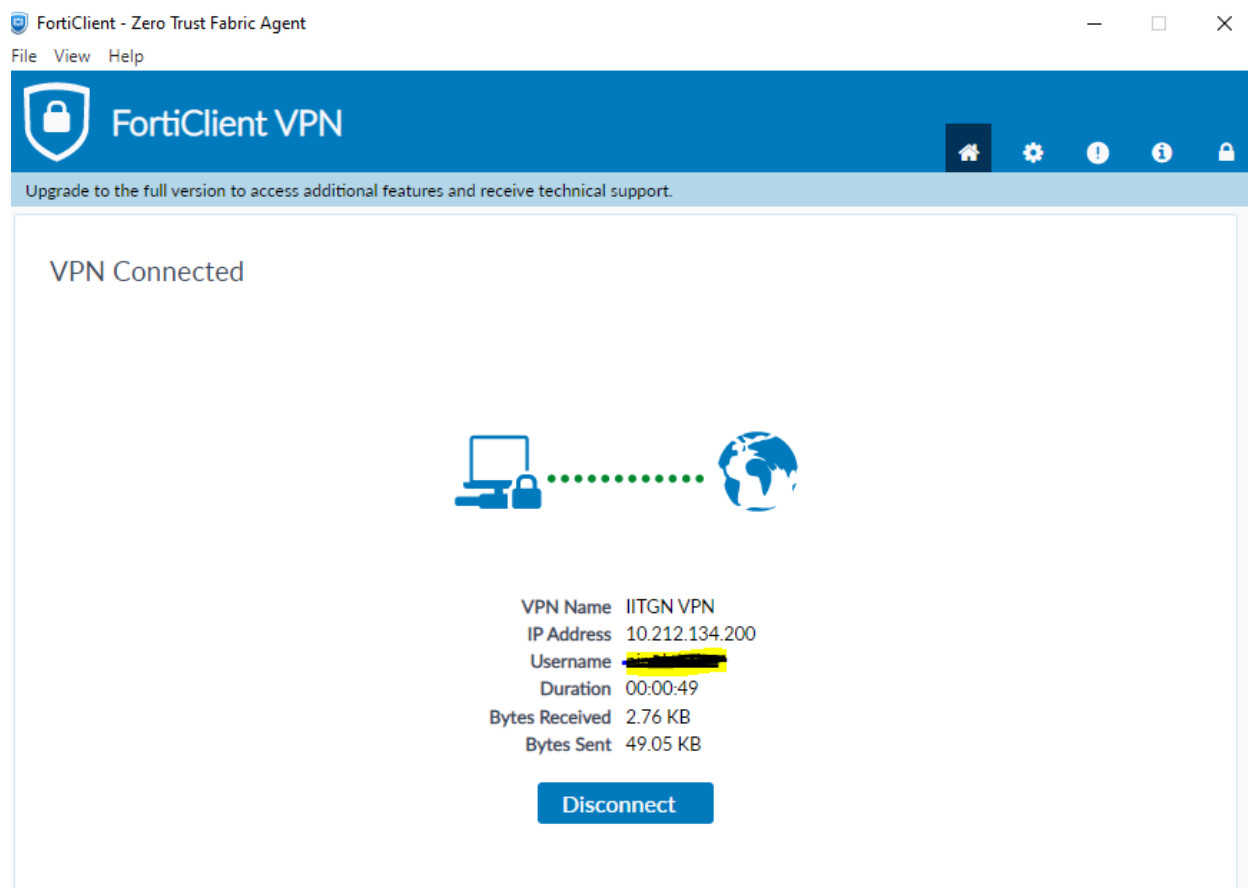 FortiClient - Zero Trust Fabric Agent
File View Help
FortiClient VPN
Upgrade to the full version to access additional features and receive technical support.
VPN Connected
VPN Name IITGN VPN
IP Address 10.212.134.200
Username
Duration 00:00:49
Bytes Received 2.76 KB
Bytes Sent 49.05 KB
Disconnect